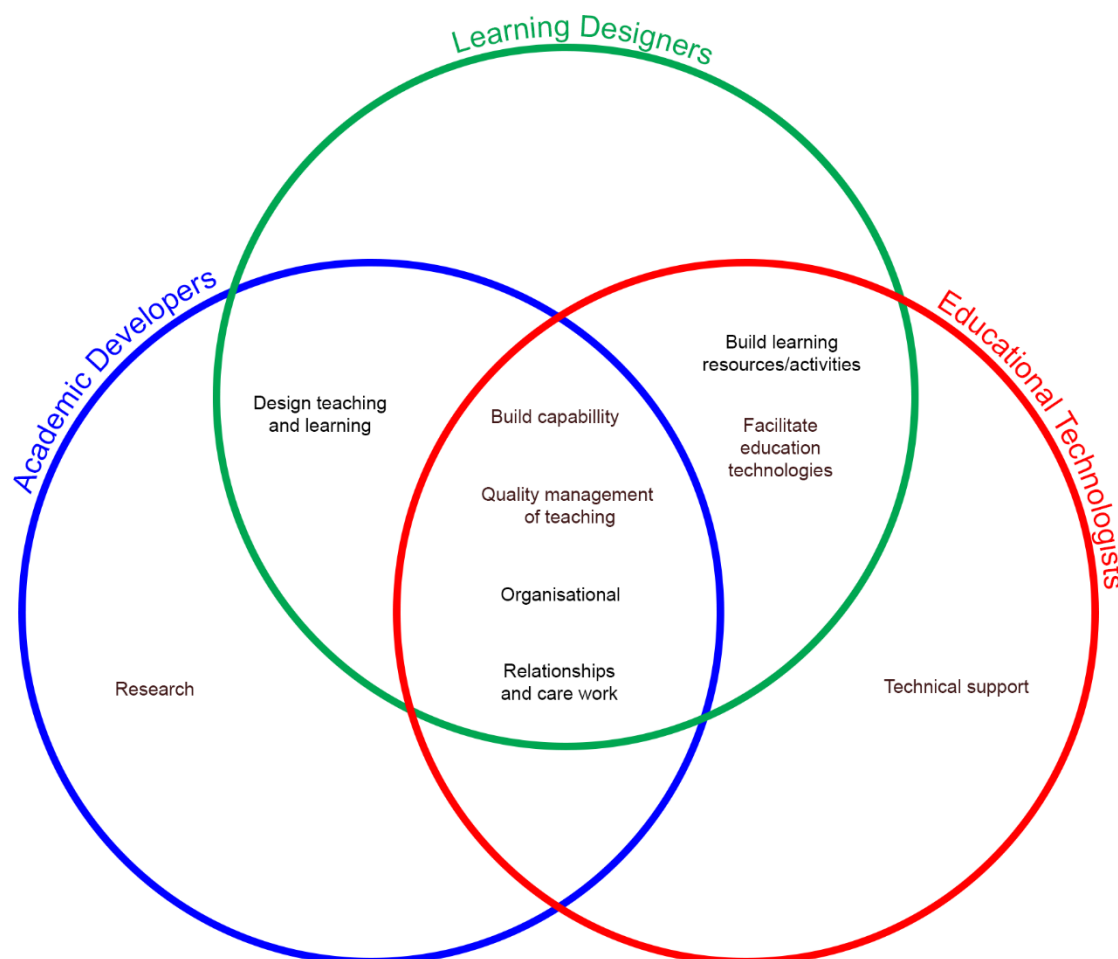 Learning Designers
Academic Developers
Educational Technologists
Build learning
resources/activities
Design teaching
and learning
Build capabillity
Facilitate
education
technologies
Quality management
of teaching
Organisational
Relationships
and care work
Research
Technical support